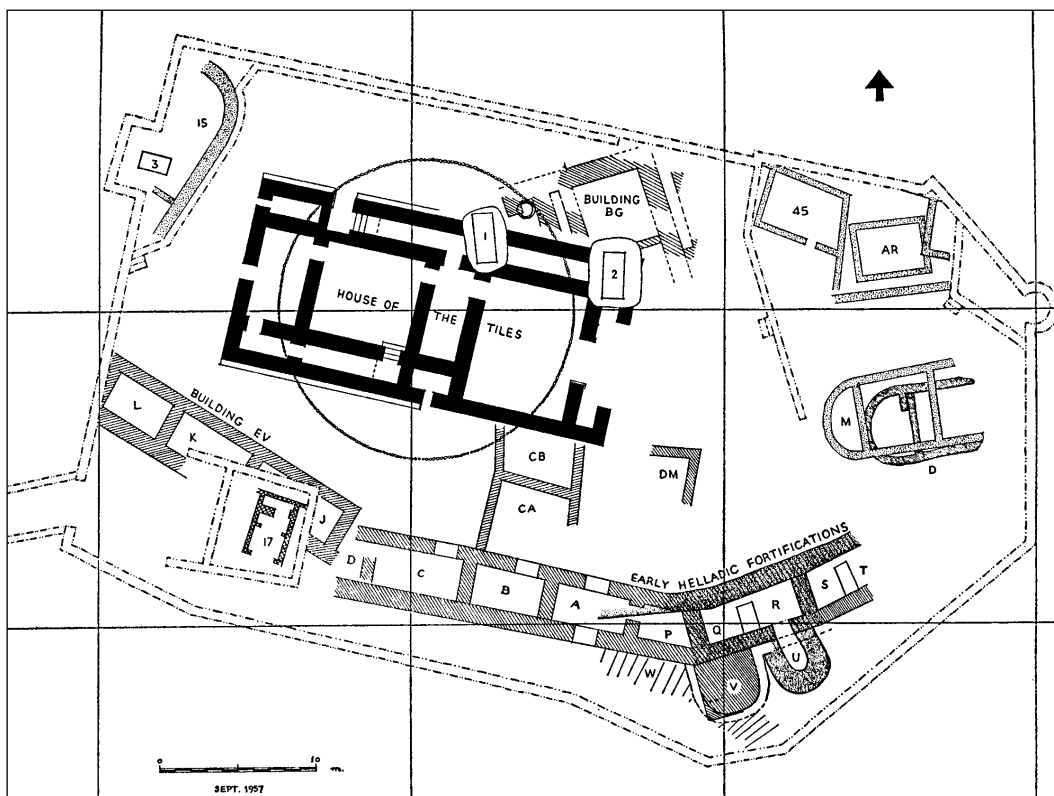 15
3
BUILDING
BG
45
AR
1
2
HOUSE OF THE TILES
BUILDING EV
L
K
J
17
M
D
CB
CA
DM
D
C
B
A
EARLY HELLADIC FORTIFICATIONS
P
Q
R
S
T
U
V
W
0
10
m.
SEPT. 1957